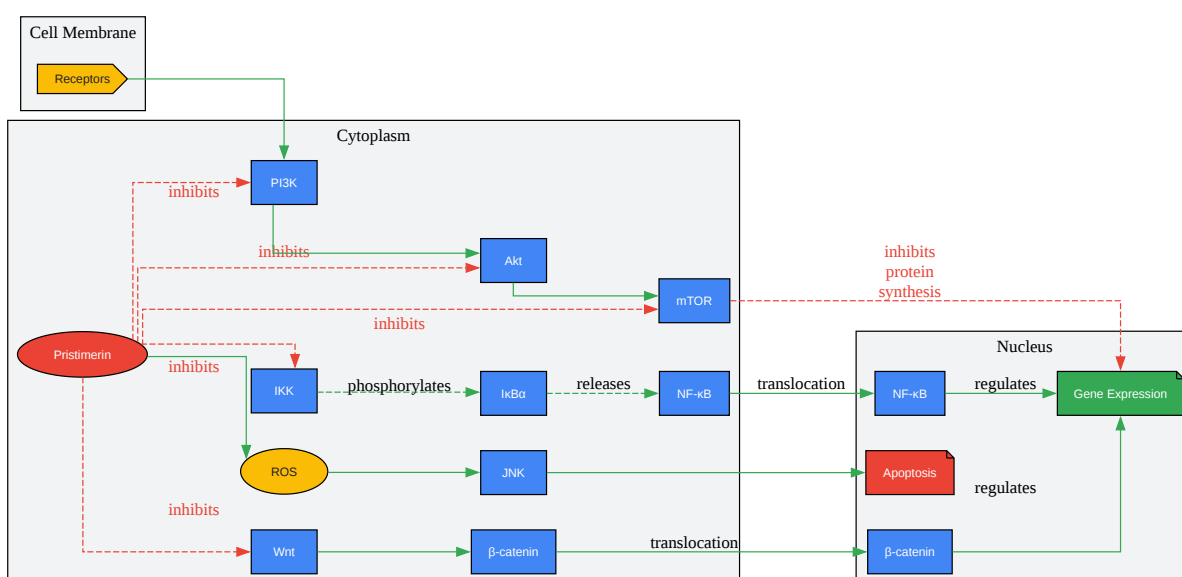 Cell Membrane
Receptors
Cytoplasm
PI3K
inhibits
inhibits
Akt
inhibits
protein
synthesis
mTOR
inhibits
Nucleus
Pristimerin
inhibits
IKK
phosphorylates
IκBα
releases
NF-κB
translocation
NF-κB
regulates
Gene Expression
ROS
JNK
Apoptosis
regulates
inhibits
Wnt
β-catenin
translocation
β-catenin